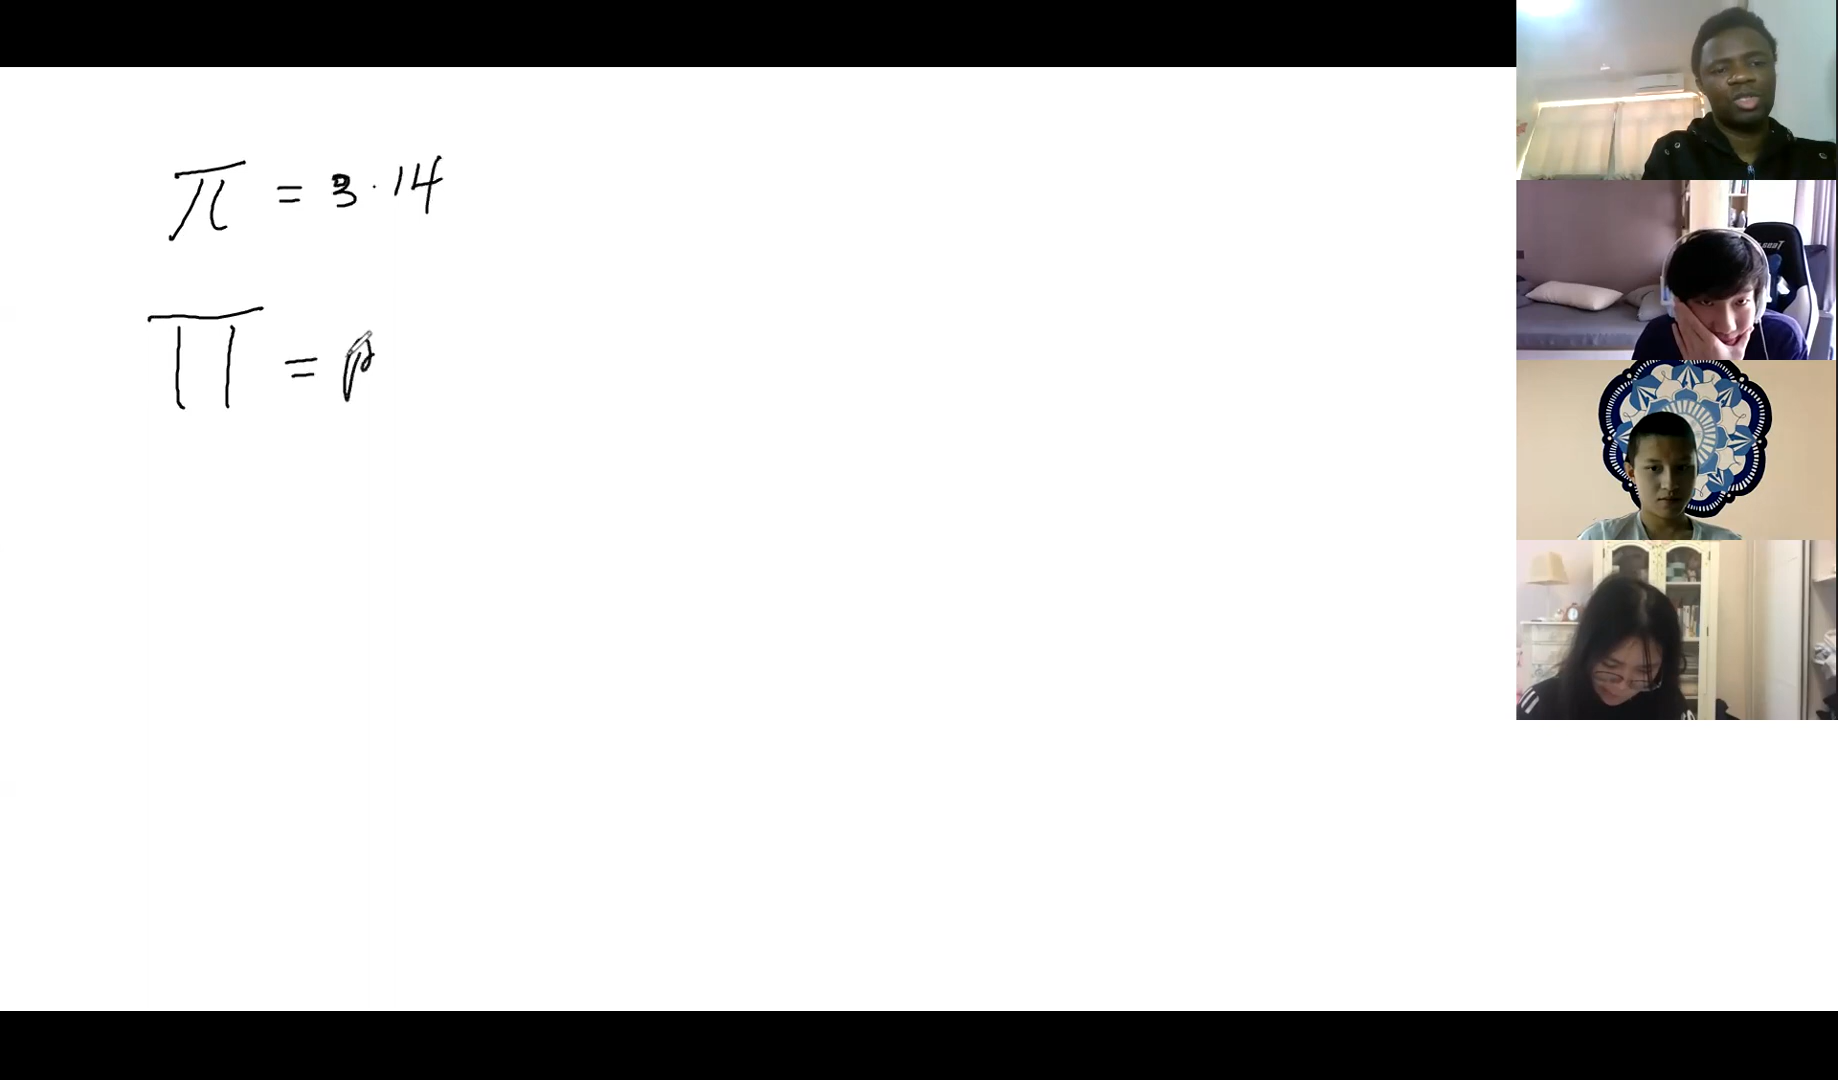 π = 3.14
Π = p